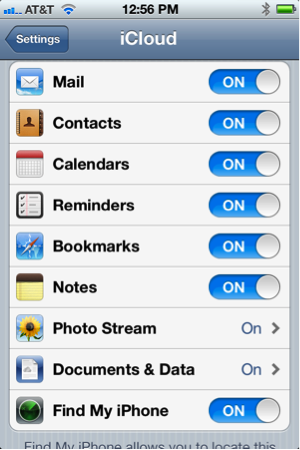 AT&T 12:56 PM
Settings iCloud
Mail ON
Contacts ON
Calendars ON
Reminders ON
Bookmarks ON
Notes ON
Photo Stream On
Documents & Data On
Find My iPhone ON
Find My iPhone allows you to locate this